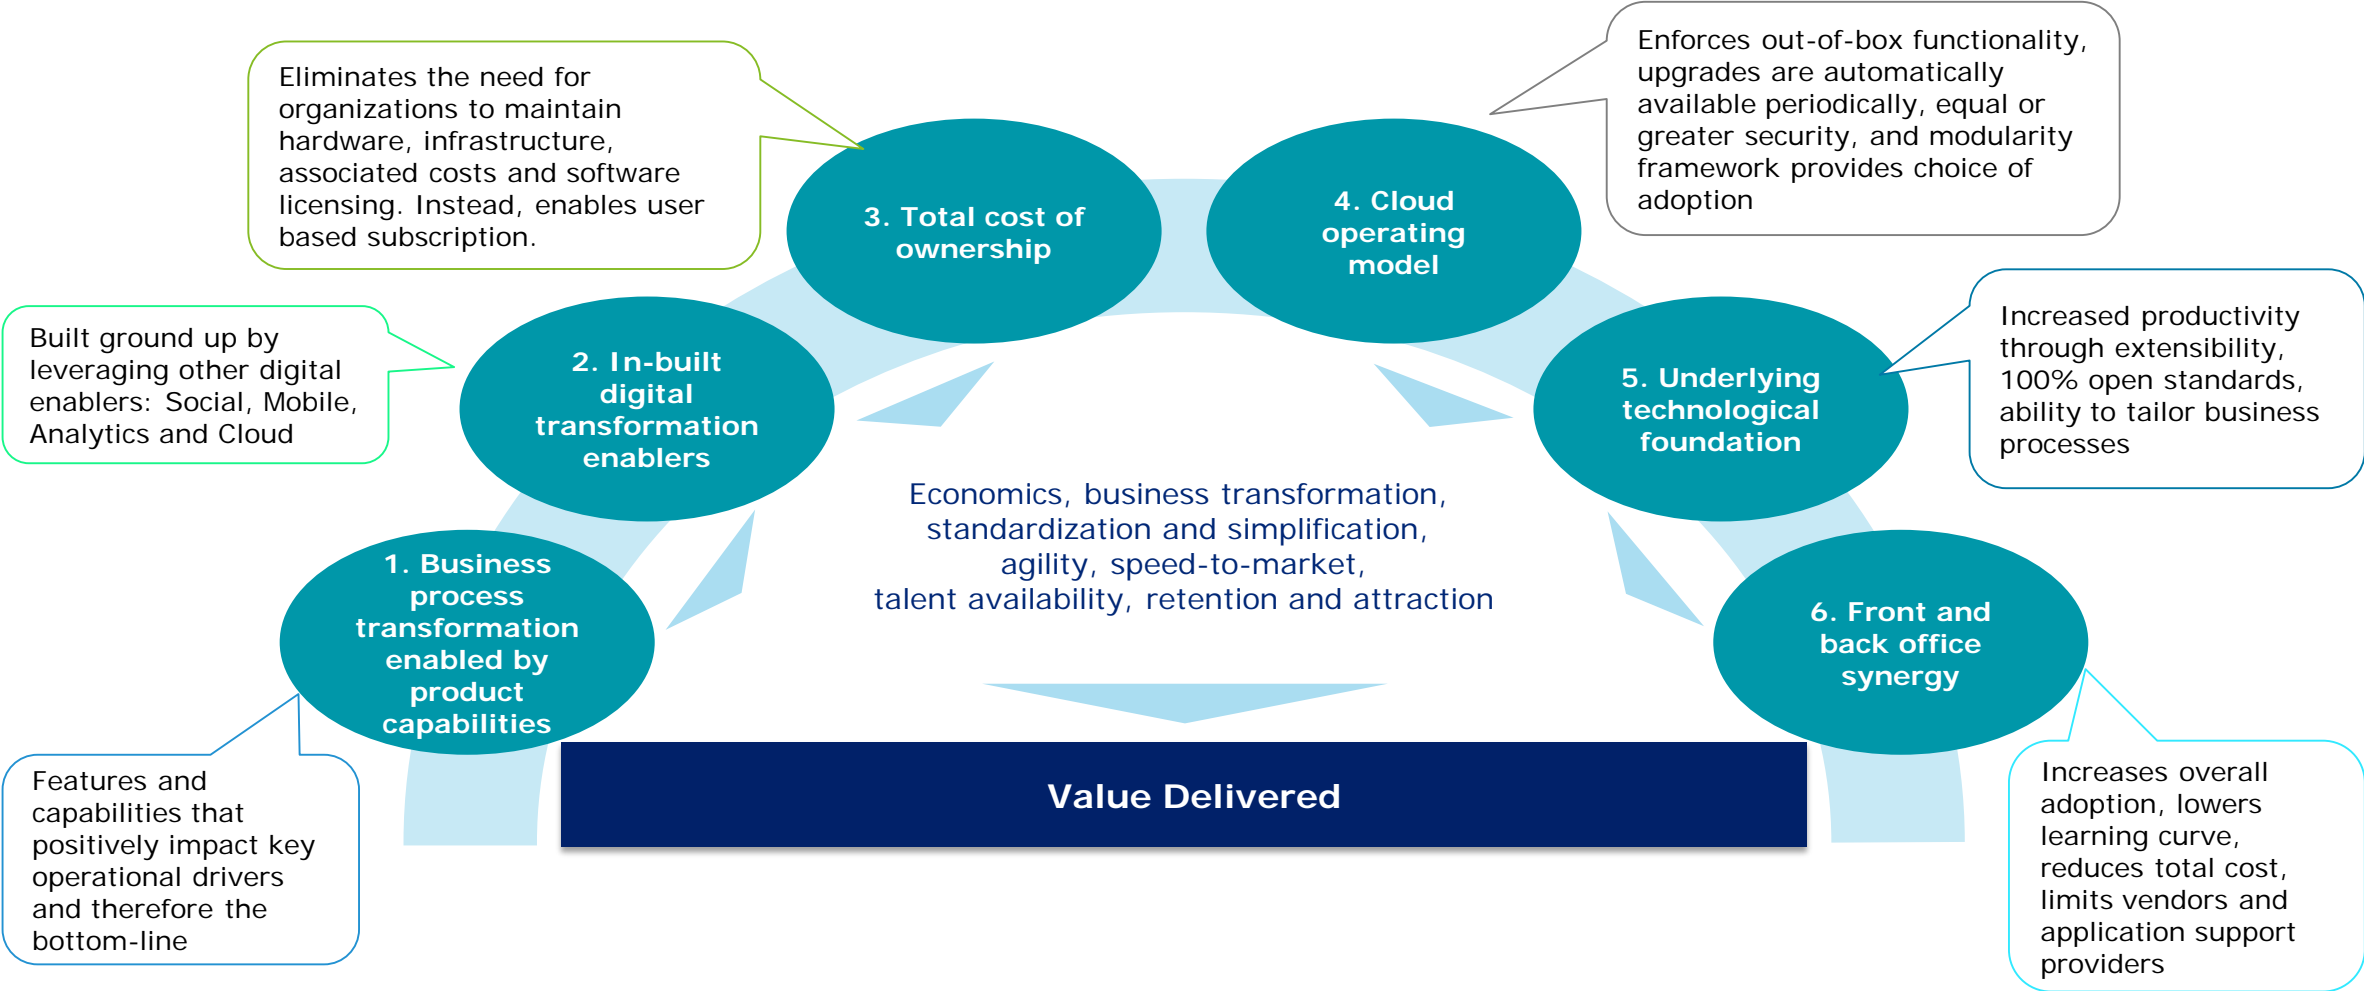 Eliminates the need for
organizations to maintain
hardware, infrastructure,
associated costs and software
licensing. Instead, enables user
based subscription.
Enforces out-of-box functionality,
upgrades are automatically
available periodically, equal or
greater security, and modularity
framework provides choice of
adoption
3. Total cost of
ownership
4. Cloud
operating
model
Built ground up by
leveraging other digital
enablers: Social, Mobile,
Analytics and Cloud
2. In-built
digital
transformation
enablers
5. Underlying
technological
foundation
Increased productivity
through extensibility,
100% open standards,
ability to tailor business
processes
Economics, business transformation,
standardization and simplification,
agility, speed-to-market,
talent availability, retention and attraction
1. Business
process
transformation
enabled by
product
capabilities
6. Front and
back office
synergy
Features and
capabilities that
positively impact key
operational drivers
and therefore the
bottom-line
Value Delivered
Increases overall
adoption, lowers
learning curve,
reduces total cost,
limits vendors and
application support
providers